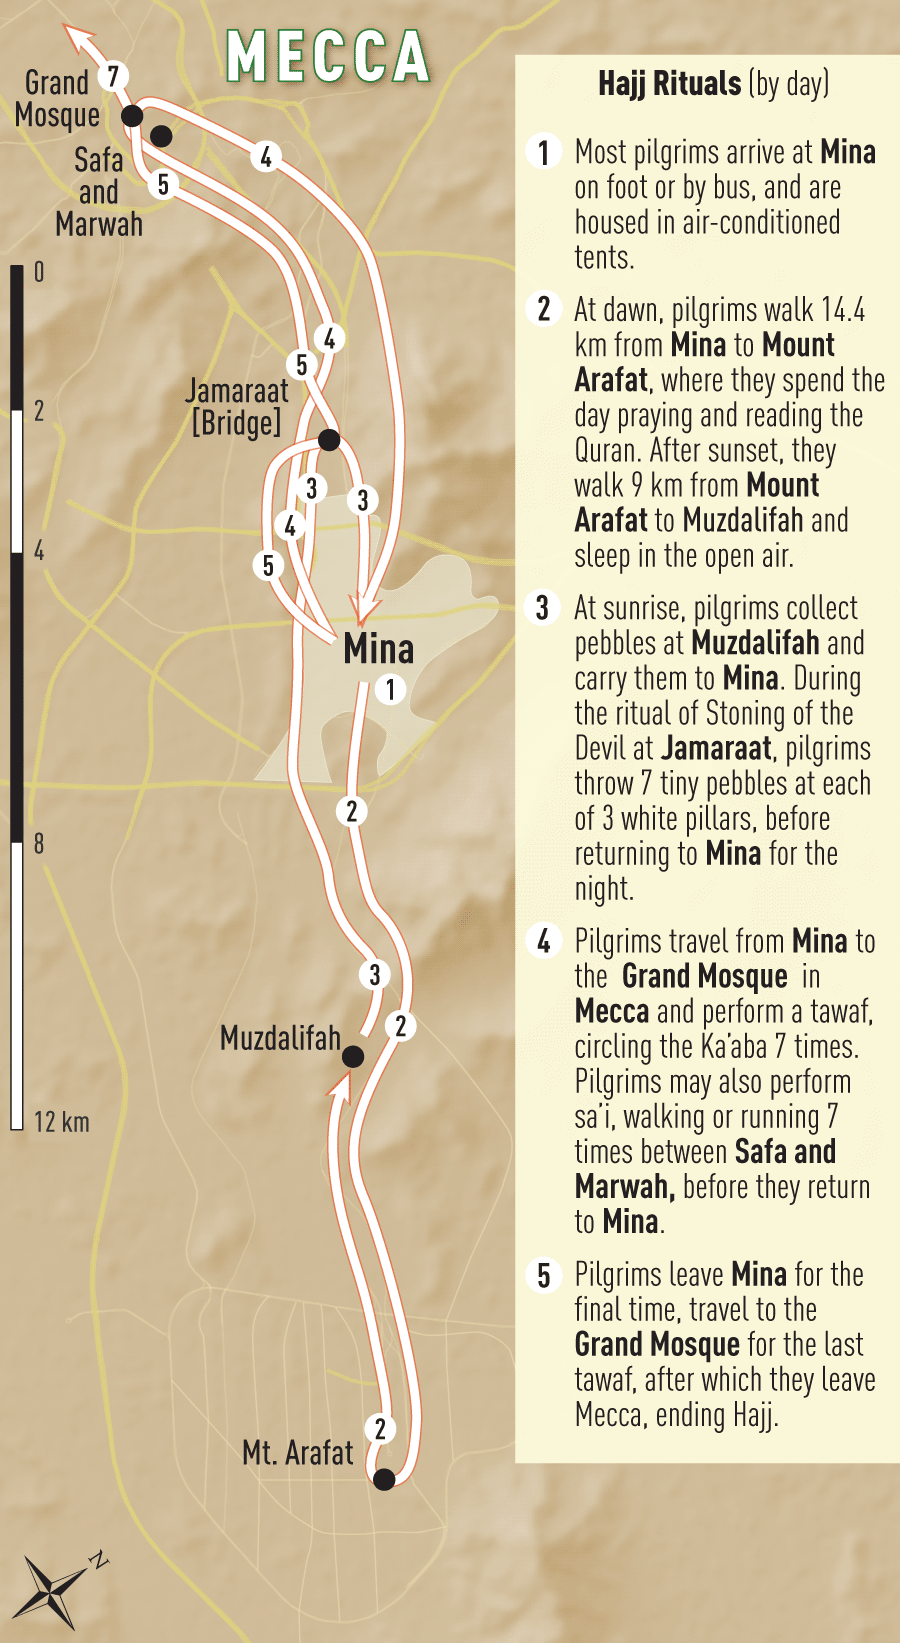 MECCA
7
Grand
Mosque
Safa
and
Marwah
4
5
0
2
4
8
12 km
4
5
Jamaraat
[Bridge]
3
3
4
5
Mina
1
2
3
2
Muzdalifah
2
Mt. Arafat
N
Hajj Rituals (by day)
1 Most pilgrims arrive at Mina
on foot or by bus, and are
housed in air-conditioned
tents.
2 At dawn, pilgrims walk 14.4
km from Mina to Mount
Arafat, where they spend the
day praying and reading the
Quran. After sunset, they
walk 9 km from Mount
Arafat to Muzdalifah and
sleep in the open air.
3 At sunrise, pilgrims collect
pebbles at Muzdalifah and
carry them to Mina. During
the ritual of Stoning of the
Devil at Jamaraat, pilgrims
throw 7 tiny pebbles at each
of 3 white pillars, before
returning to Mina for the
night.
4 Pilgrims travel from Mina to
the Grand Mosque in
Mecca and perform a tawaf,
circling the Ka’aba 7 times.
Pilgrims may also perform
sa’i, walking or running 7
times between Safa and
Marwah, before they return
to Mina.
5 Pilgrims leave Mina for the
final time, travel to the
Grand Mosque for the last
tawaf, after which they leave
Mecca, ending Hajj.